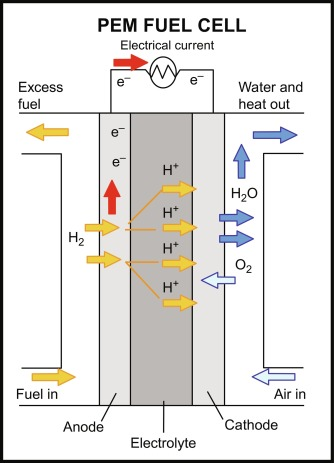 PEM FUEL CELL
Electrical current
e⁻ e⁻
Excess
fuel
Water and
heat out
e⁻
e⁻
H⁺
H₂O
H⁺
H₂
H⁺
O₂
H⁺
Fuel in
Air in
Anode
Cathode
Electrolyte